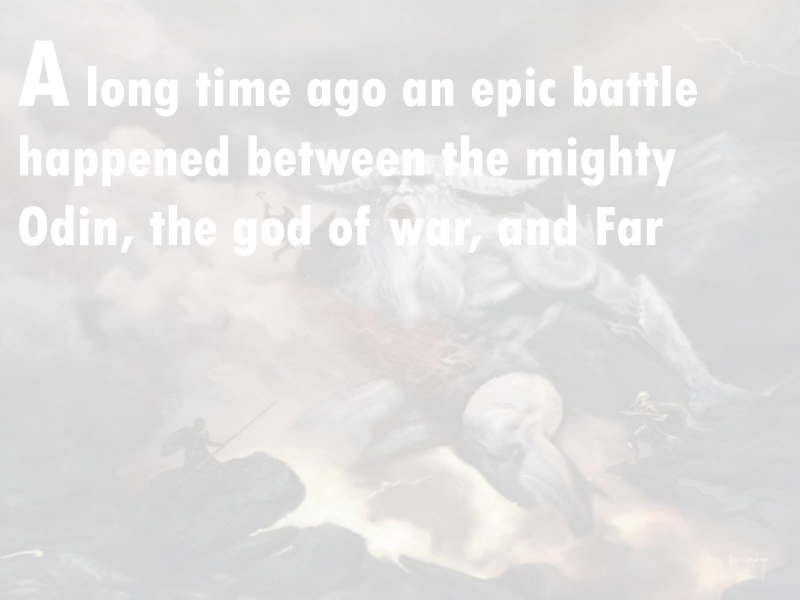 A long time ago an epic battle
happened between the mighty
Odin, the god of war, and Far